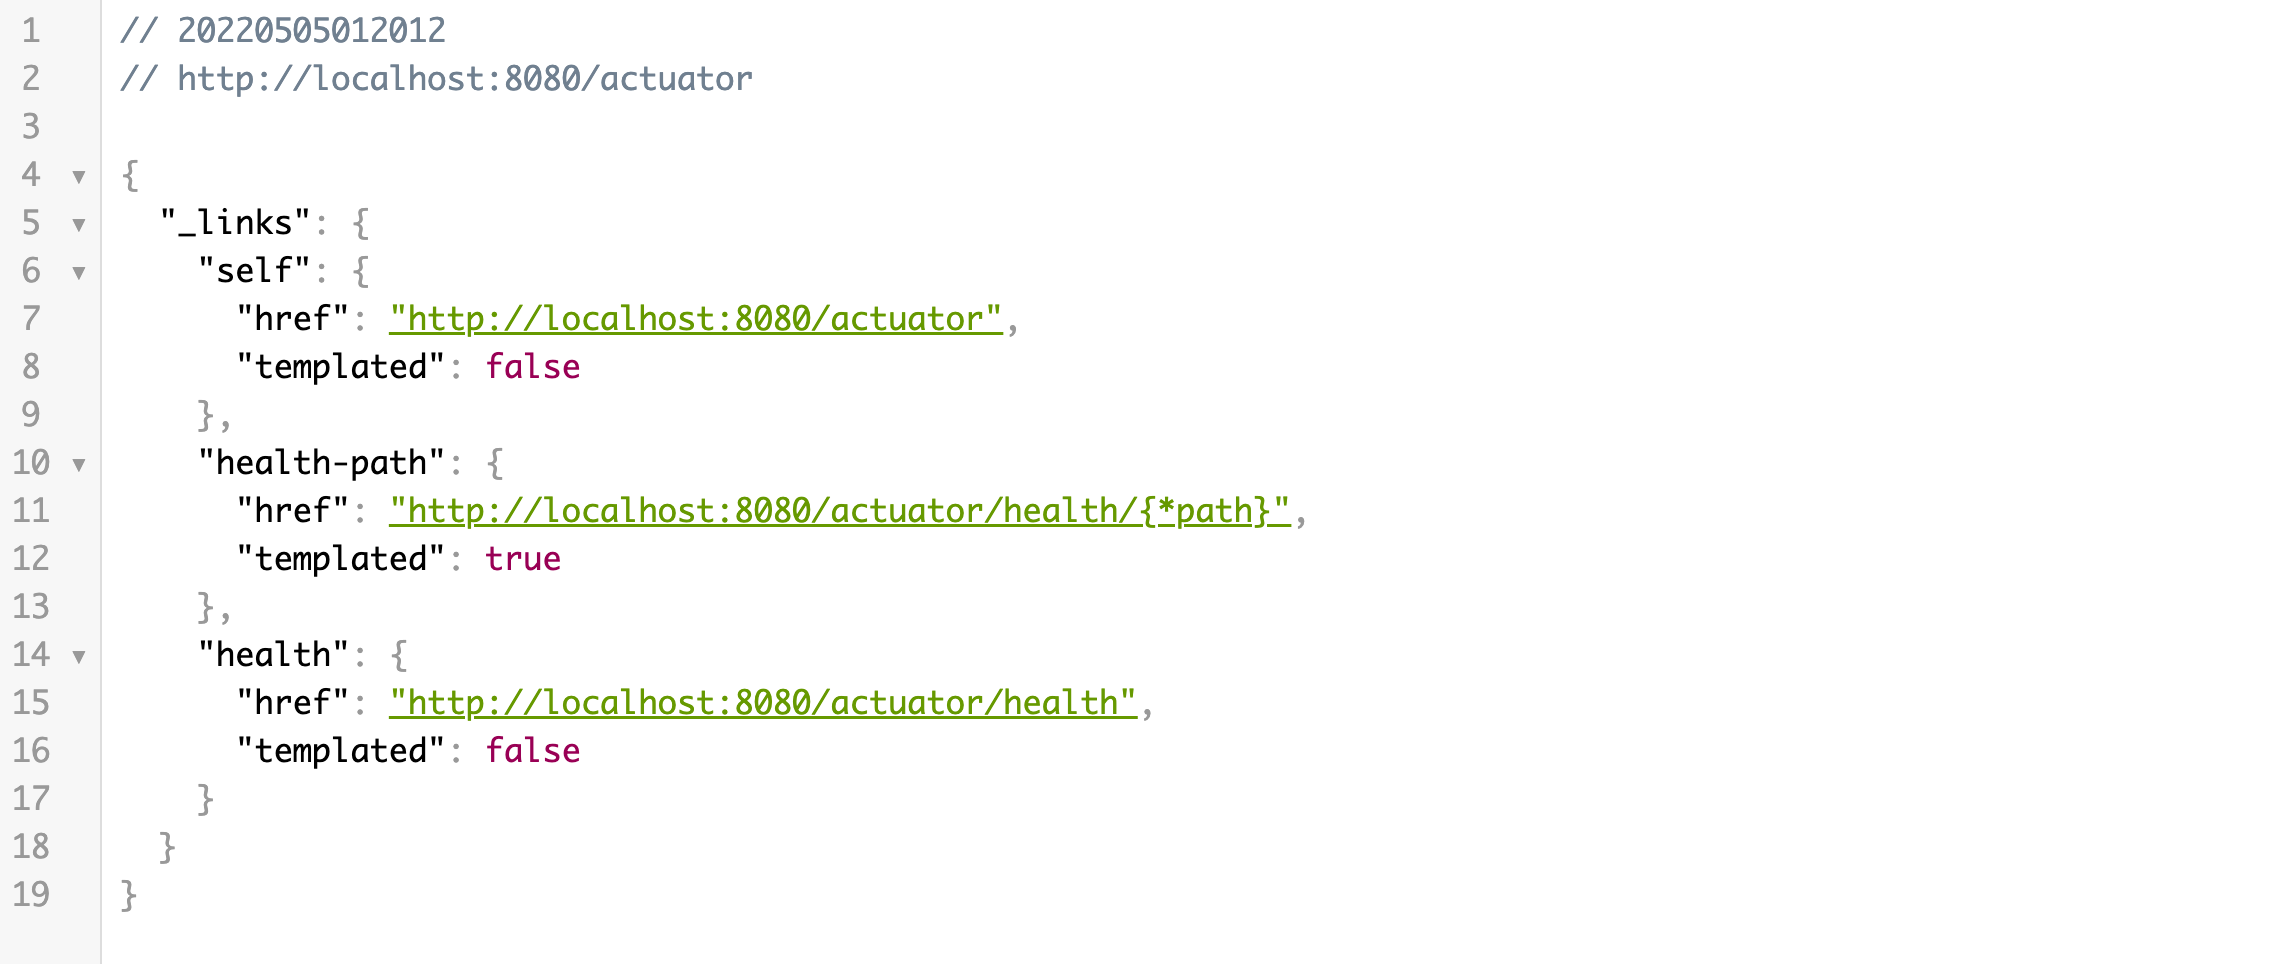 1 // 20220505012012
2 // http://localhost:8080/actuator
3
4 ▼ {
5 ▼   "_links": {
6 ▼     "self": {
7       "href": "http://localhost:8080/actuator",
8       "templated": false
9     },
10 ▼     "health-path": {
11       "href": "http://localhost:8080/actuator/health/{*path}",
12       "templated": true
13     },
14 ▼     "health": {
15       "href": "http://localhost:8080/actuator/health",
16       "templated": false
17     }
18   }
19 }